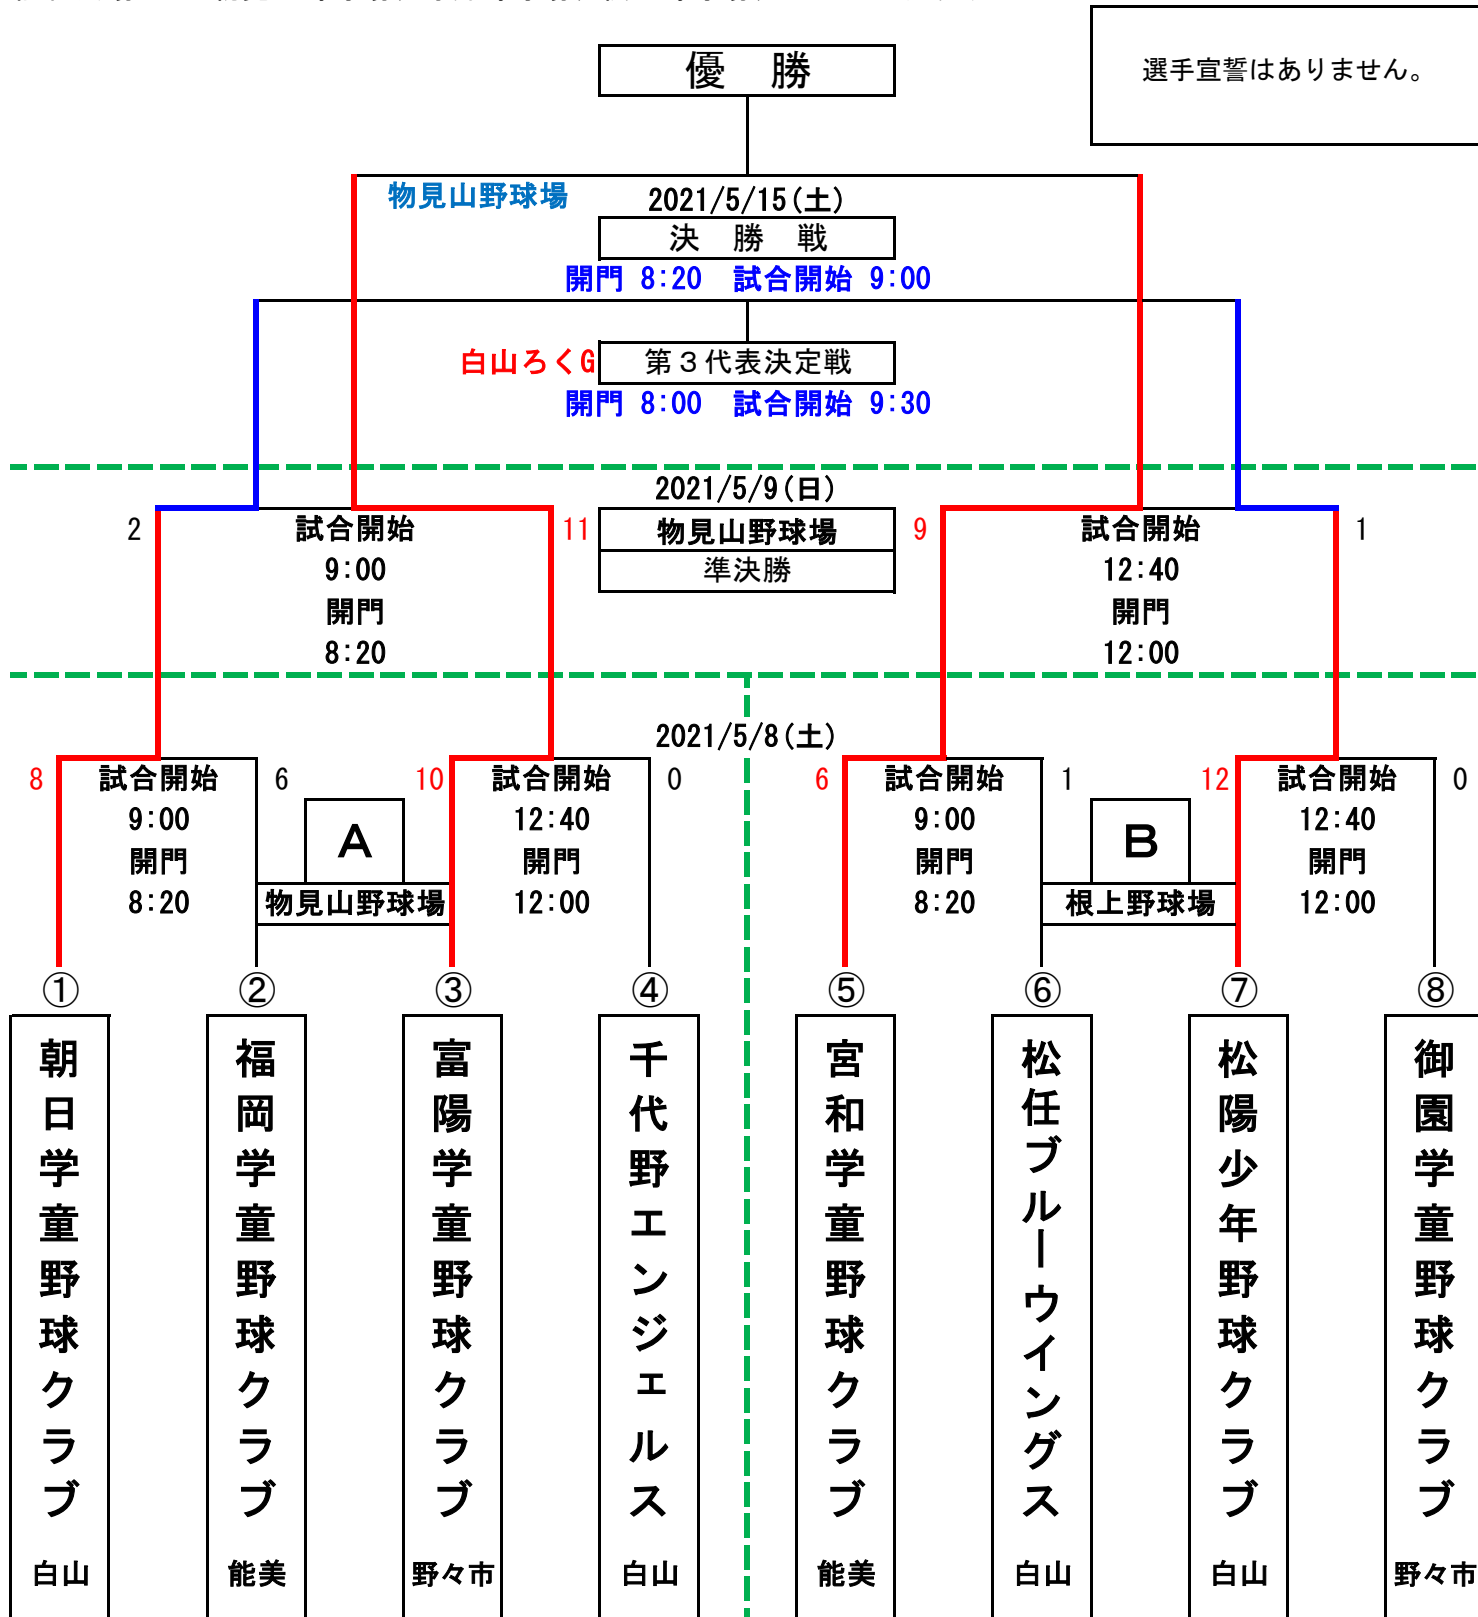 選手宣誓はありません。
優　勝
物見山野球場
2021/5/15(土)
決　勝　戦
開門 8:20　試合開始 9:00
白山ろくG
第３代表決定戦
開門 8:00　試合開始 9:30
2021/5/9(日)
2
試合開始
9:00
開門
8:20
11
物見山野球場
準決勝
9
試合開始
12:40
開門
12:00
1
2021/5/8(土)
8
試合開始
9:00
開門
8:20
6
A
物見山野球場
10
試合開始
12:40
開門
12:00
0
6
試合開始
9:00
開門
8:20
1
B
根上野球場
12
試合開始
12:40
開門
12:00
0
①
朝日学童野球クラブ
白山
②
福岡学童野球クラブ
能美
③
富陽学童野球クラブ
野々市
④
千代野エンジェルス
白山
⑤
宮和学童野球クラブ
能美
⑥
松任ブルーウイングス
白山
⑦
松陽少年野球クラブ
白山
⑧
御園学童野球クラブ
野々市